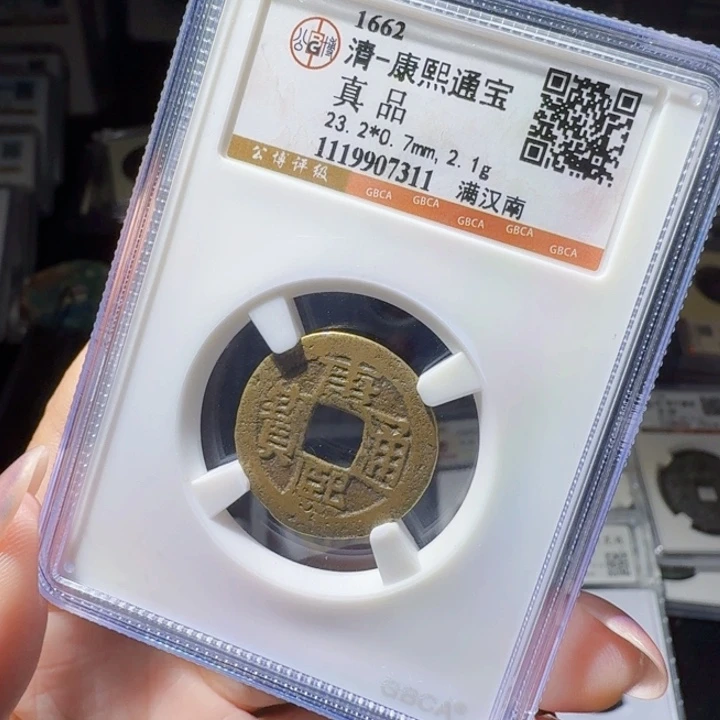 1662
清-康熙通宝
真 品
23.2*0.7mm, 2.1g
1119907311 满汉南
公博评级
GBCA GBCA GBCA GBCA GBCA
康熙通寶
GBCA®